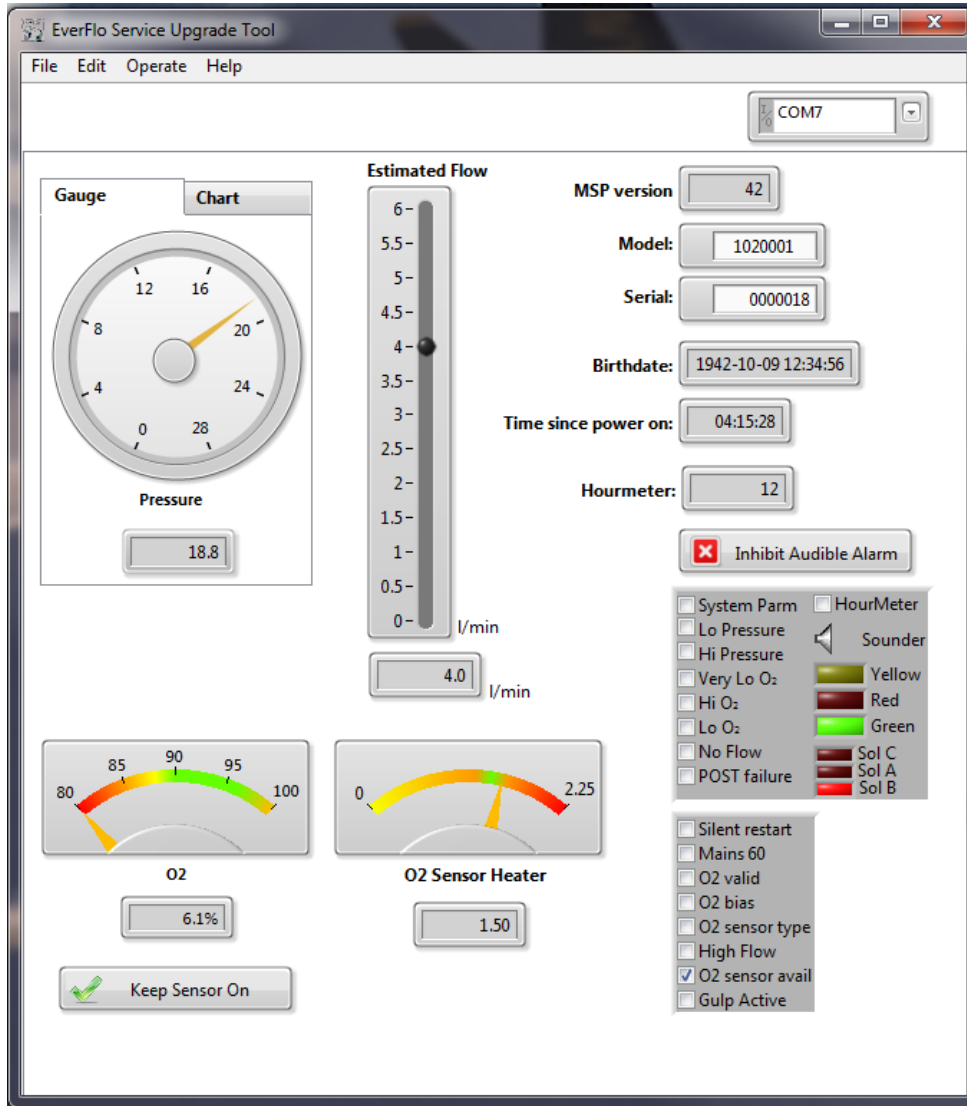 EverFlo Service Upgrade Tool
File Edit Operate Help
I/O COM7
Gauge Chart
0 4 8 12 16 20 24 28
Pressure
18.8
Estimated Flow
6
5.5
5
4.5
4
3.5
3
2.5
2
1.5
1
0.5
0
l/min
4.0 l/min
MSP version 42
Model: 1020001
Serial: 0000018
Birthdate: 1942-10-09 12:34:56
Time since power on: 04:15:28
Hourmeter: 12
Inhibit Audible Alarm
System Parm HourMeter
Lo Pressure Sounder
Hi Pressure
Very Lo O₂ Yellow
Hi O₂ Red
Lo O₂ Green
No Flow Sol C
POST failure Sol A
Sol B
80 85 90 95 100
O2
6.1%
Keep Sensor On
0 2.25
O2 Sensor Heater
1.50
Silent restart
Mains 60
O2 valid
O2 bias
O2 sensor type
High Flow
O2 sensor avail
Gulp Active